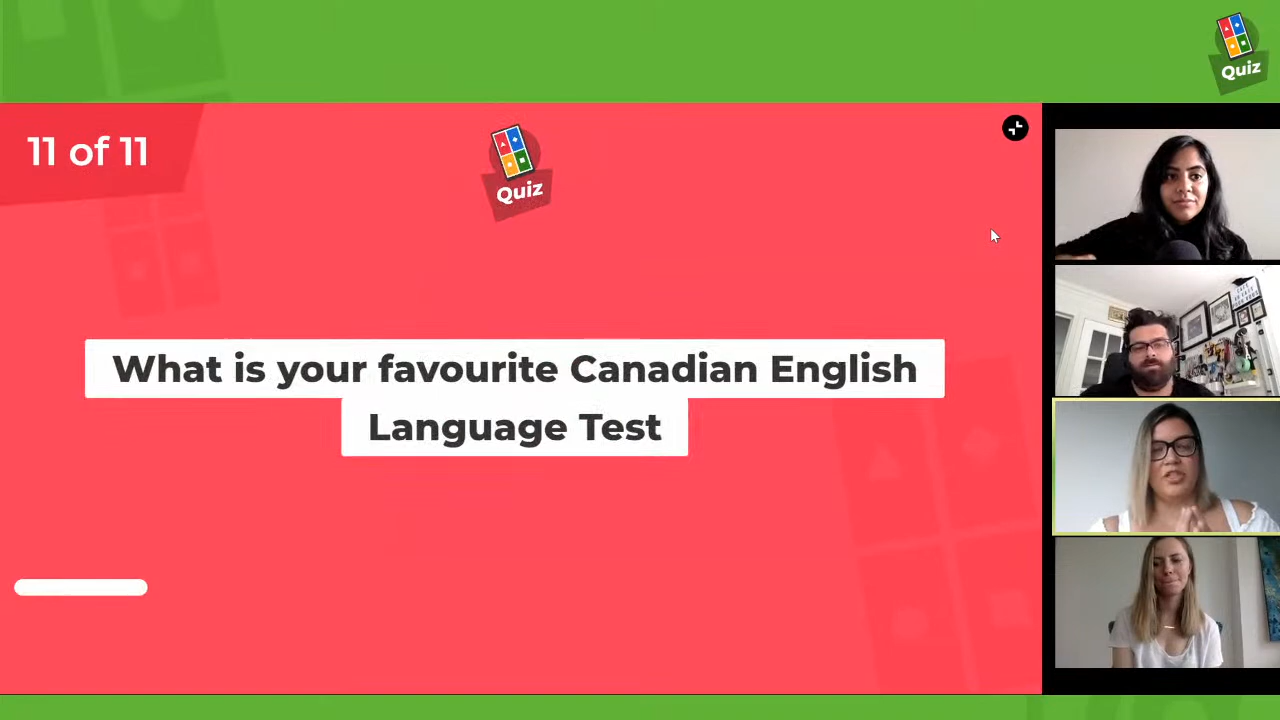 Quiz
11 of 11
Quiz
What is your favourite Canadian English
Language Test